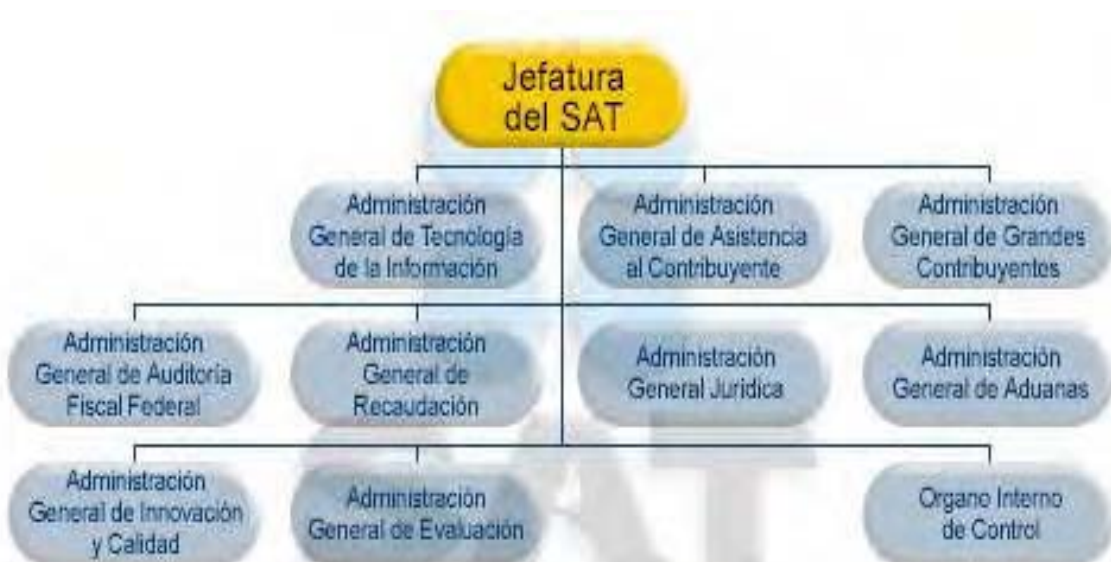 Jefatura
del SAT
Administración
General de Tecnología
de la Información
Administración
General de Asistencia
al Contribuyente
Administración
General de Grandes
Contribuyentes
Administración
General de Auditoría
Fiscal Federal
Administración
General de
Recaudación
Administración
General Jurídica
Administración
General de Aduanas
Administración
General de Innovación
y Calidad
Administración
General de Evaluación
Organo Interno
de Control
SAT